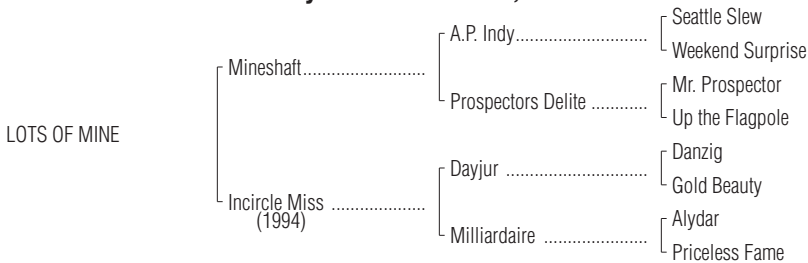 Seattle Slew
A.P. Indy..............................
Weekend Surprise
Mineshaft...........................
Mr. Prospector
Prospectors Delite .............
Up the Flagpole
LOTS OF MINE
Danzig
Dayjur ................................
Gold Beauty
Incircle Miss .....................
(1994)
Alydar
Milliardaire .......................
Priceless Fame